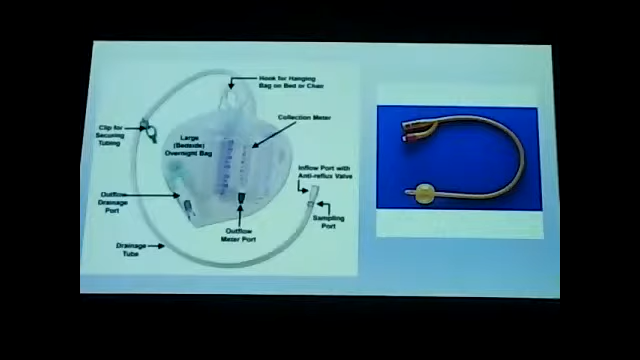 Hook for Hanging
Bag on Bed or Chair
Collection Meter
Clip for
Securing
Tubing
Large
(Bedside)
Overnight Bag
Inflow Port with
Anti-reflux Valve
Outflow
Drainage
Port
Sampling
Port
Outflow
Meter Port
Drainage
Tube